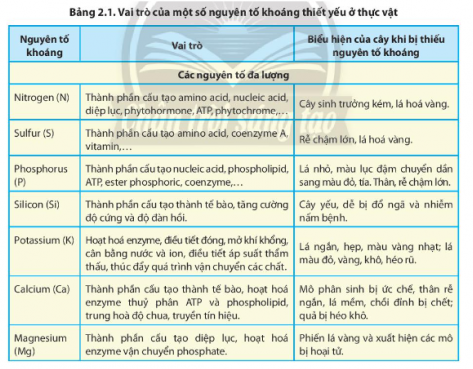 Bảng 2.1. Vai trò của một số nguyên tố khoáng thiết yếu ở thực vật
Nguyên tố khoáng
Vai trò
Biểu hiện của cây khi bị thiếu nguyên tố khoáng
Các nguyên tố đa lượng
Nitrogen (N)
Thành phần cấu tạo amino acid, nucleic acid,
diệp lục, phytohormone, ATP, phytochrome,…
Cây sinh trưởng kém, lá hoá vàng.
Sulfur (S)
Thành phần cấu tạo amino acid, coenzyme A,
vitamin,…
Rễ chậm lớn, lá hoá vàng.
Phosphorus
(P)
Thành phần cấu tạo nucleic acid, phospholipid,
ATP, ester phosphoric, coenzyme,…
Lá nhỏ, màu lục đậm chuyển dần
sang màu đỏ, tía. Thân, rễ chậm lớn.
Silicon (Si)
Thành phần cấu tạo thành tế bào, tăng cường
độ cứng và độ đàn hồi.
Cây yếu, dễ bị đổ ngã và nhiễm
nấm bệnh.
Potassium (K)
Hoạt hoá enzyme, điều tiết đóng, mở khí khổng,
cân bằng nước và ion, điều tiết áp suất thẩm
thấu, thúc đẩy quá trình vận chuyển các chất.
Lá ngắn, hẹp, màu vàng nhạt; lá
màu đỏ, vàng, khô, héo rũ.
Calcium (Ca)
Thành phần cấu tạo thành tế bào, hoạt hoá
enzyme thuỷ phân ATP và phospholipid,
trung hoà độ chua, truyền tín hiệu.
Mô phân sinh bị ức chế, thân rễ
ngắn, lá mềm, chồi đỉnh bị chết;
quả bị héo khô.
Magnesium
(Mg)
Thành phần cấu tạo diệp lục, hoạt hoá
enzyme vận chuyển phosphate.
Phiến lá vàng và xuất hiện các mô
bị hoại tử.
Chân trời sáng tạo